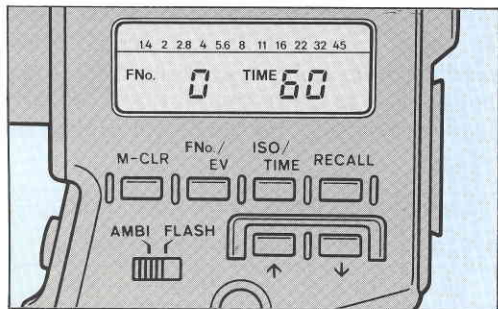 1.4 2 2.8 4 5.6 8 11 16 22 32 45
FNo. 0 TIME 60
M-CLR FNo./EV ISO/TIME RECALL
AMBI FLASH
↑ ↓